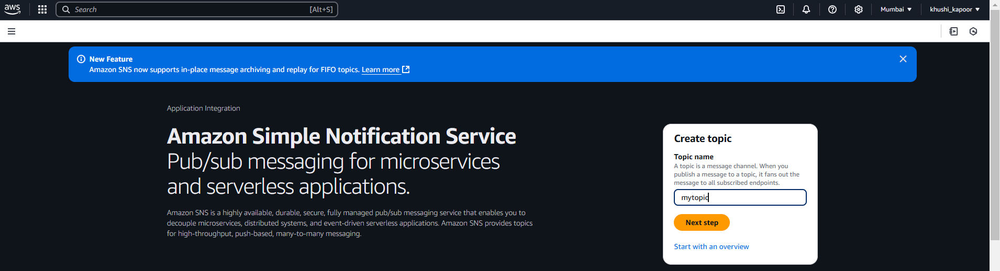 aws
Search [Alt+S]
Mumbai
khushi_kapoor
New Feature
Amazon SNS now supports in-place message archiving and replay for FIFO topics. Learn more
Application Integration
Amazon Simple Notification Service
Pub/sub messaging for microservices
and serverless applications.
Amazon SNS is a highly available, durable, secure, fully managed pub/sub messaging service that enables you to
decouple microservices, distributed systems, and event-driven serverless applications. Amazon SNS provides topics
for high-throughput, push-based, many-to-many messaging.
Create topic
Topic name
A topic is a message channel. When you
publish a message to a topic, it fans out the
message to all subscribed endpoints.
mytopic
Next step
Start with an overview